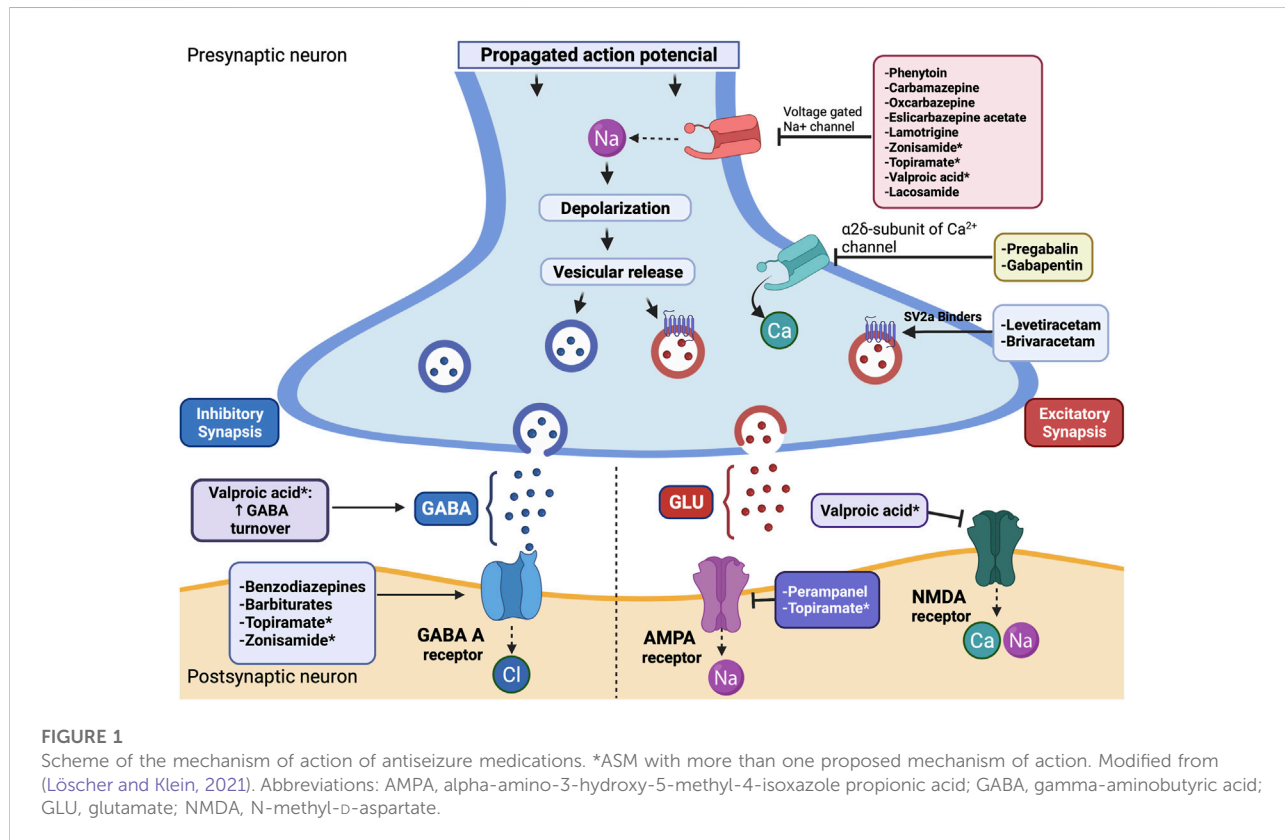 Presynaptic neuron
Propagated action potencial
Voltage gated
Na+ channel
-Phenytoin
-Carbamazepine
-Oxcarbazepine
-Eslicarbazepine acetate
-Lamotrigine
-Zonisamide*
-Topiramate*
-Valproic acid*
-Lacosamide
Na
Depolarization
Vesicular release
α2δ-subunit of Ca²⁺
channel
-Pregabalin
-Gabapentin
Ca
SV2a Binders
-Levetiracetam
-Brivaracetam
Inhibitory
Synapsis
Excitatory
Synapsis
Valproic acid*:
↑ GABA
turnover
GABA
GLU
Valproic acid*
-Benzodiazepines
-Barbiturates
-Topiramate*
-Zonisamide*
GABA A
receptor
Cl
AMPA
receptor
Na
-Perampanel
-Topiramate*
NMDA
receptor
Ca Na
Postsynaptic neuron
FIGURE 1
Scheme of the mechanism of action of antiseizure medications. *ASM with more than one proposed mechanism of action. Modified from
(Löscher and Klein, 2021). Abbreviations: AMPA, alpha-amino-3-hydroxy-5-methyl-4-isoxazole propionic acid; GABA, gamma-aminobutyric acid;
GLU, glutamate; NMDA, N-methyl-D-aspartate.